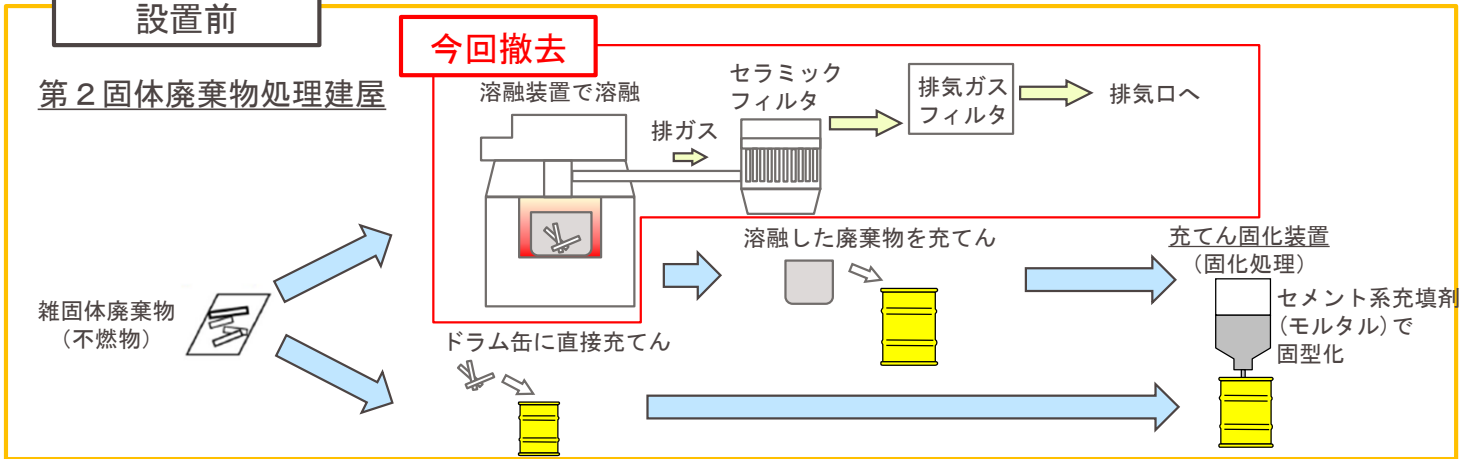 設置前
今回撤去
第2固体廃棄物処理建屋
溶融装置で溶融
排ガス
セラミック
フィルタ
排気ガス
フィルタ
排気口へ
雑固体廃棄物
(不燃物)
溶融した廃棄物を充てん
ドラム缶に直接充てん
充てん固化装置
(固化処理)
セメント系充填剤
(モルタル)で
固型化